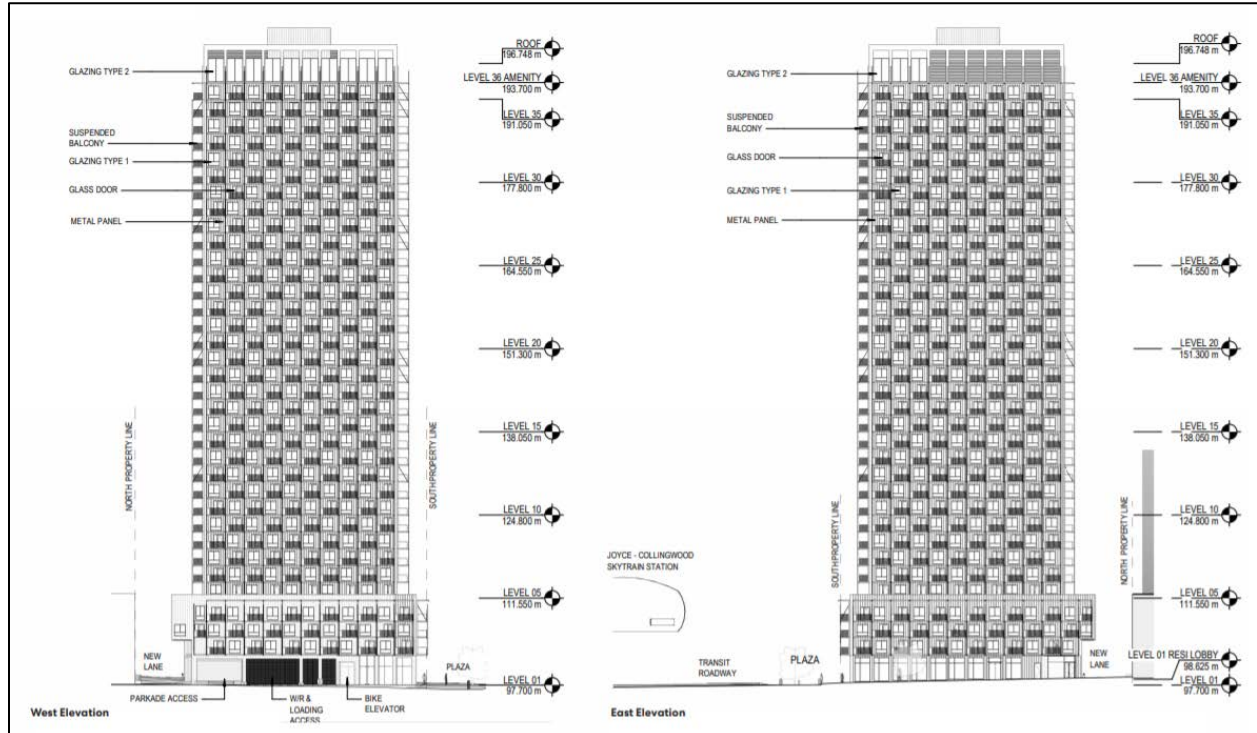 ROOF
196.748 m
GLAZING TYPE 2
LEVEL 36 AMENITY
193.700 m
LEVEL 35
191.050 m
SUSPENDED
BALCONY
GLAZING TYPE 1
GLASS DOOR
LEVEL 30
177.800 m
METAL PANEL
LEVEL 25
164.550 m
LEVEL 20
151.300 m
LEVEL 15
138.050 m
NORTH PROPERTY LINE
SOUTH PROPERTY LINE
LEVEL 10
124.800 m
LEVEL 05
111.550 m
NEW
LANE
PLAZA
LEVEL 01
97.700 m
PARKADE ACCESS
W/R &
LOADING
ACCESS
BIKE
ELEVATOR
West Elevation
ROOF
196.748 m
GLAZING TYPE 2
LEVEL 36 AMENITY
193.700 m
LEVEL 35
191.050 m
SUSPENDED
BALCONY
GLASS DOOR
LEVEL 30
177.800 m
GLAZING TYPE 1
METAL PANEL
LEVEL 25
164.550 m
LEVEL 20
151.300 m
LEVEL 15
138.050 m
SOUTH PROPERTY LINE
NORTH PROPERTY LINE
LEVEL 10
124.800 m
JOYCE - COLLINGWOOD
SKYTRAIN STATION
LEVEL 05
111.550 m
TRANSIT
ROADWAY
PLAZA
NEW
LANE
LEVEL 01 RESI LOBBY
98.625 m
LEVEL 01
97.700 m
East Elevation